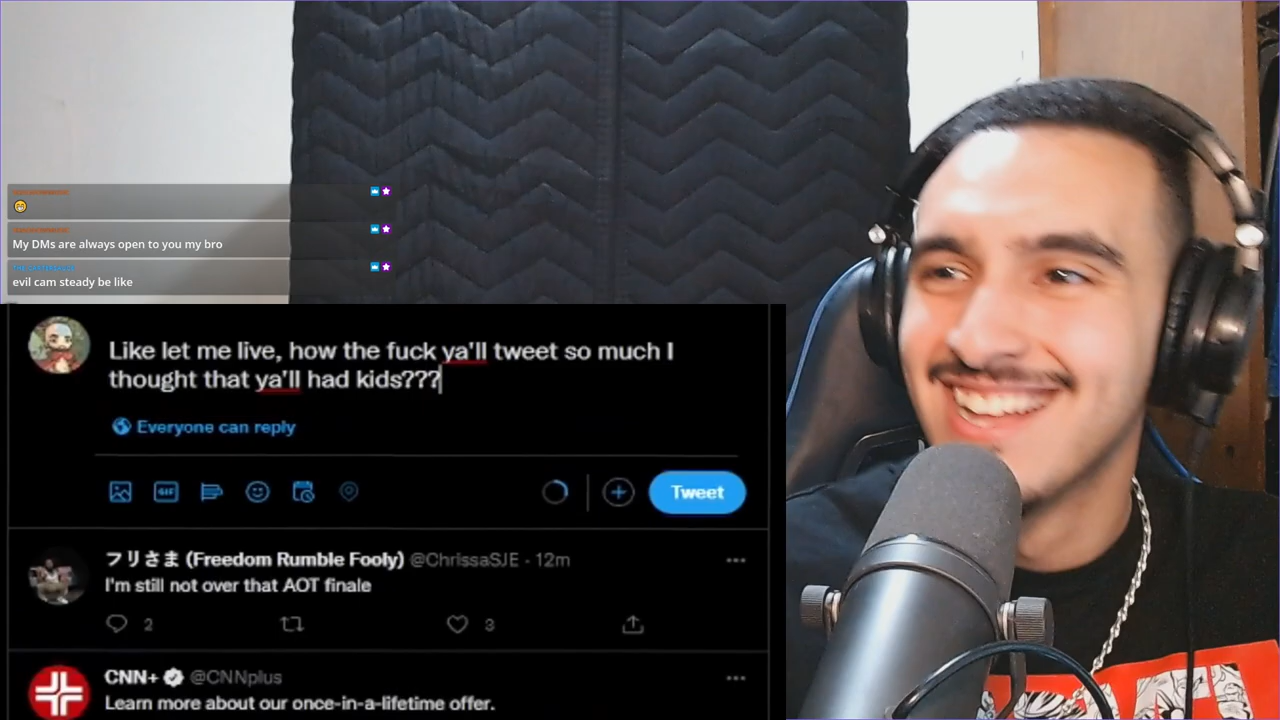 My DMs are always open to you my bro
evil cam steady be like
Like let me live, how the fuck ya'll tweet so much I
thought that ya'll had kids???
Everyone can reply
GIF
Tweet
フリさま (Freedom Rumble Fooly) @ChrissaSJE · 12m
I'm still not over that AOT finale
2
3
CNN+ @CNNplus
Learn more about our once-in-a-lifetime offer.